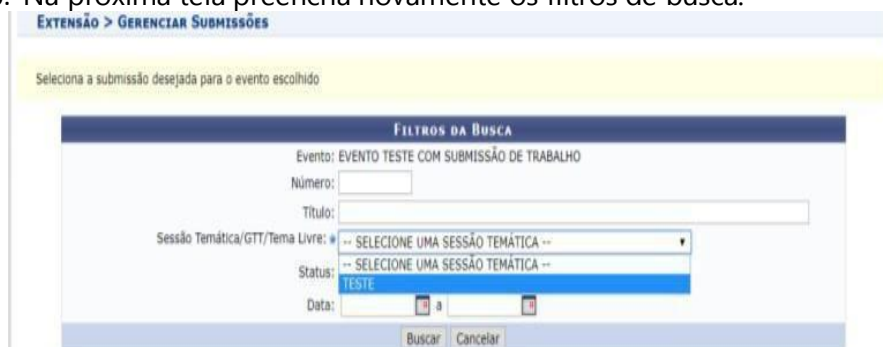 Na próxima tela preencha novamente os filtros de busca.
EXTENSÃO > GERENCIAR SUBMISSÕES
Seleciona a submissão desejada para o evento escolhido
FILTROS DA BUSCA
Evento: EVENTO TESTE COM SUBMISSÃO DE TRABALHO
Número:
Título:
Sessão Temática/GTT/Tema Livre: -- SELECIONE UMA SESSÃO TEMÁTICA --
-- SELECIONE UMA SESSÃO TEMÁTICA --
Status:
TESTE
Data: a
Buscar Cancelar